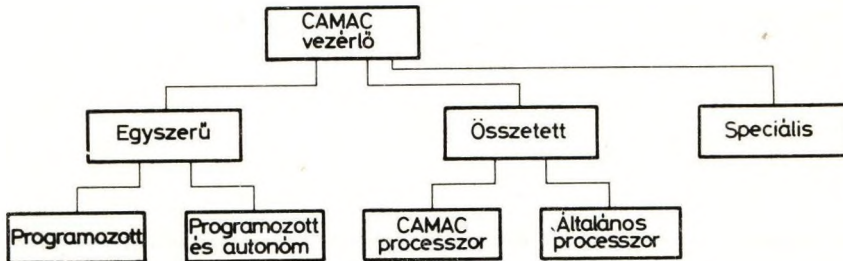 CAMAC
vezérlő
Egyszerű
Összetett
Speciális
Programozott
Programozott
és autonóm
CAMAC
processzor
Általános
processzor